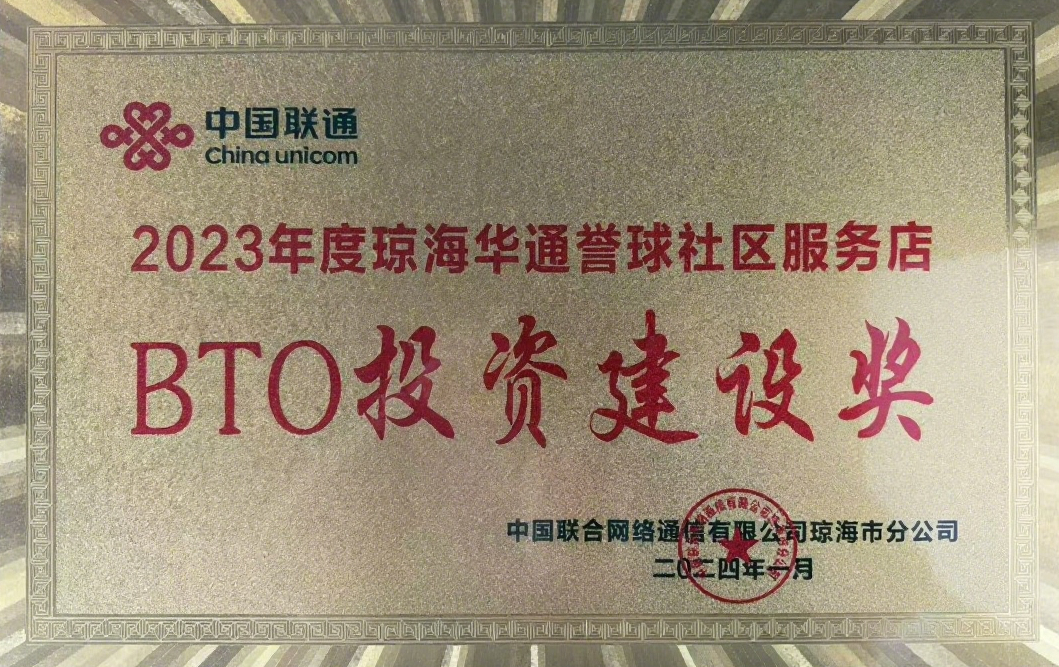 中国联通
China unicom
2023年度琼海华通誉球社区服务店
BTO投资建设奖
中国联合网络通信有限公司琼海市分公司
二0二四年一月